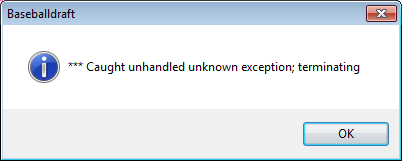 Baseballdraft
*** Caught unhandled unknown exception; terminating
OK